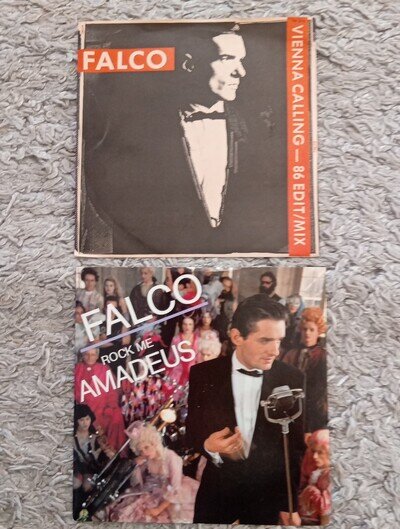 FALCO
VIENNA CALLING — 86 EDIT/MIX
FALCO
ROCK ME
AMADEUS